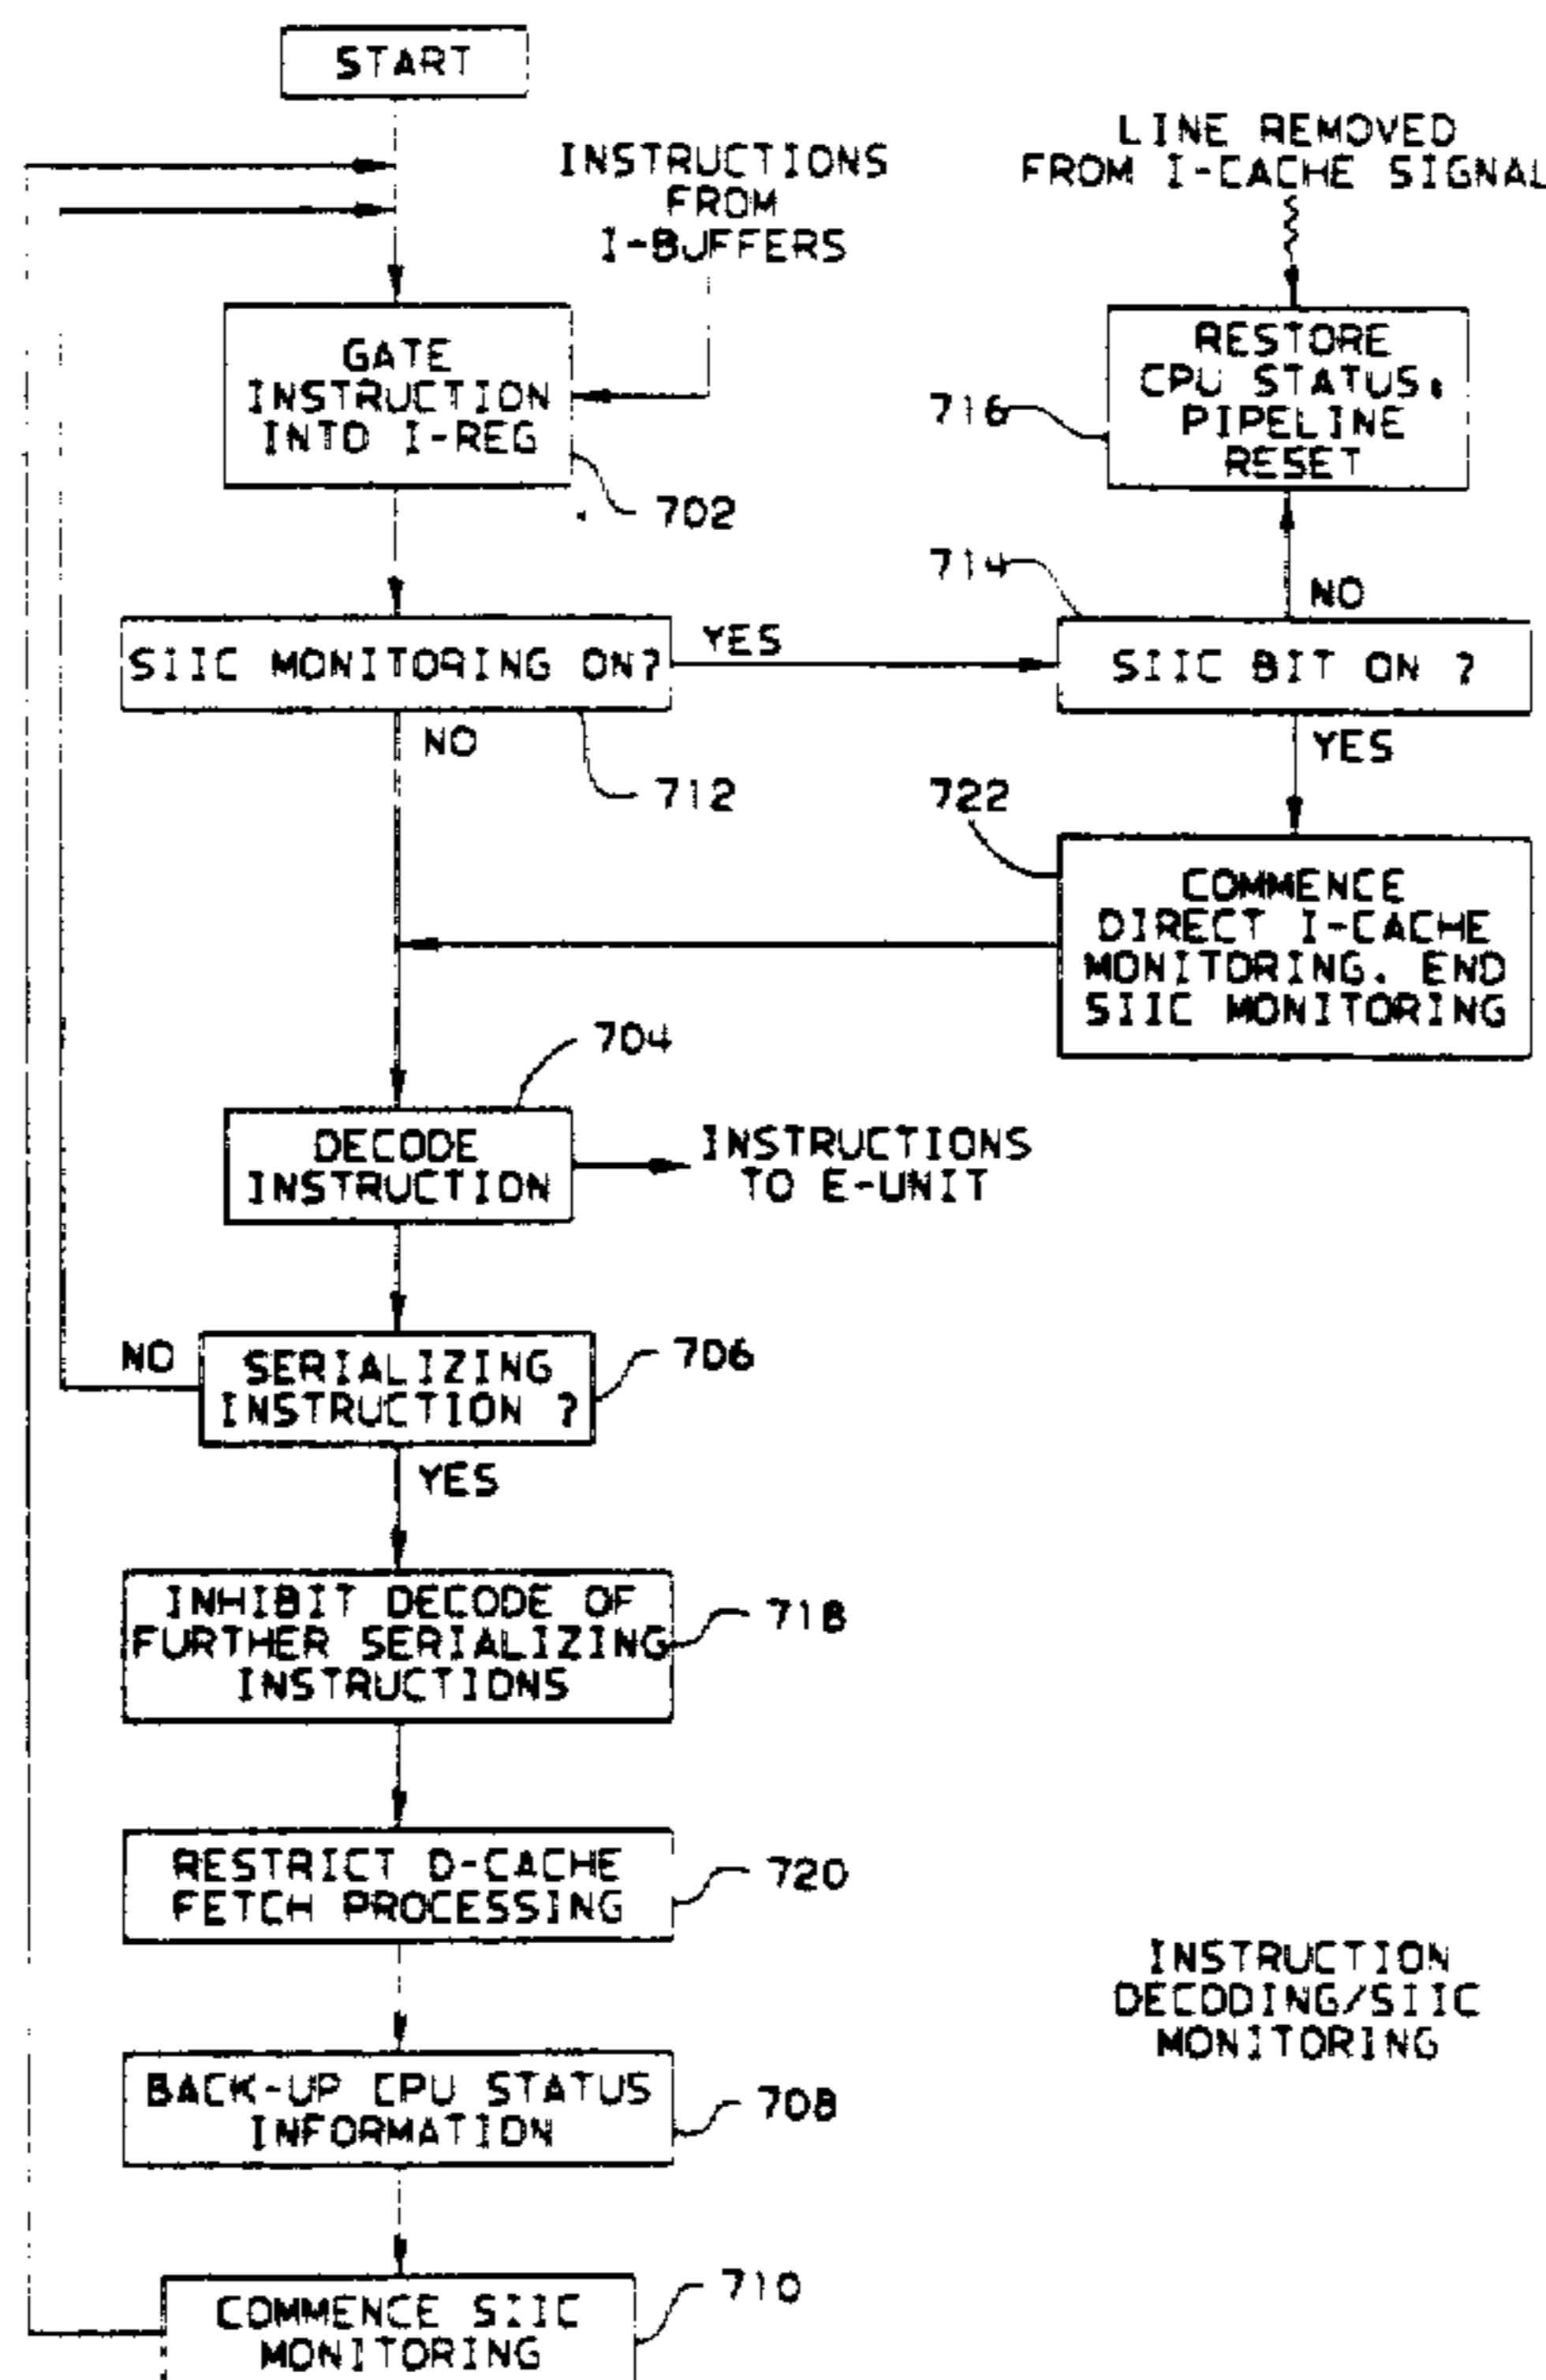 START
INSTRUCTIONS
FROM
I-BUFFERS
LINE REMOVED
FROM I-CACHE SIGNAL
GATE
INSTRUCTION
INTO I-REG
702
RESTORE
CPU STATUS.
PIPELINE
RESET
716
SIIC MONITORING ON?
YES
NO
712
714
NO
SIIC BIT ON ?
YES
722
COMMENCE
DIRECT I-CACHE
MONITORING. END
SIIC MONITORING
704
DECODE
INSTRUCTION
INSTRUCTIONS
TO E-UNIT
NO
SERIALIZING
INSTRUCTION ?
706
YES
INHIBIT DECODE OF
FURTHER SERIALIZING
INSTRUCTIONS
718
RESTRICT D-CACHE
FETCH PROCESSING
720
INSTRUCTION
DECODING/SIIC
MONITORING
BACK-UP CPU STATUS
INFORMATION
708
COMMENCE SIIC
MONITORING
710